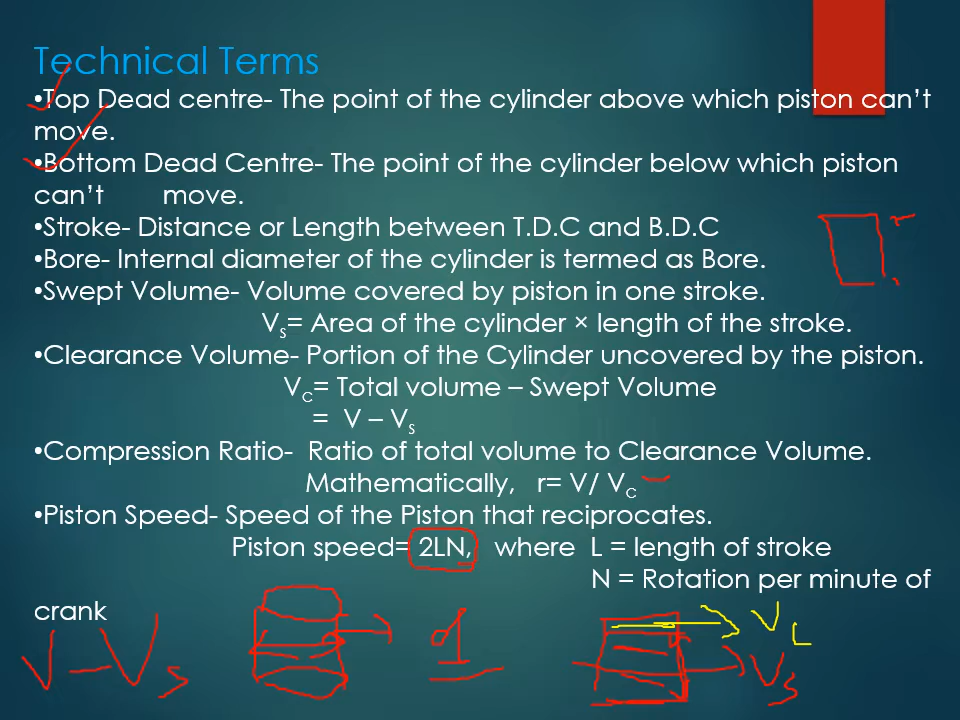 Technical Terms
•Top Dead centre- The point of the cylinder above which piston can't
move.
•Bottom Dead Centre- The point of the cylinder below which piston
can't move.
•Stroke- Distance or Length between T.D.C and B.D.C
•Bore- Internal diameter of the cylinder is termed as Bore.
•Swept Volume- Volume covered by piston in one stroke.
Vs= Area of the cylinder × length of the stroke.
•Clearance Volume- Portion of the Cylinder uncovered by the piston.
Vc= Total volume – Swept Volume
= V – Vs
•Compression Ratio- Ratio of total volume to Clearance Volume.
Mathematically, r= V/ Vc
•Piston Speed- Speed of the Piston that reciprocates.
Piston speed= 2LN, where L = length of stroke
N = Rotation per minute of
crank
V-Vs
d
Vs